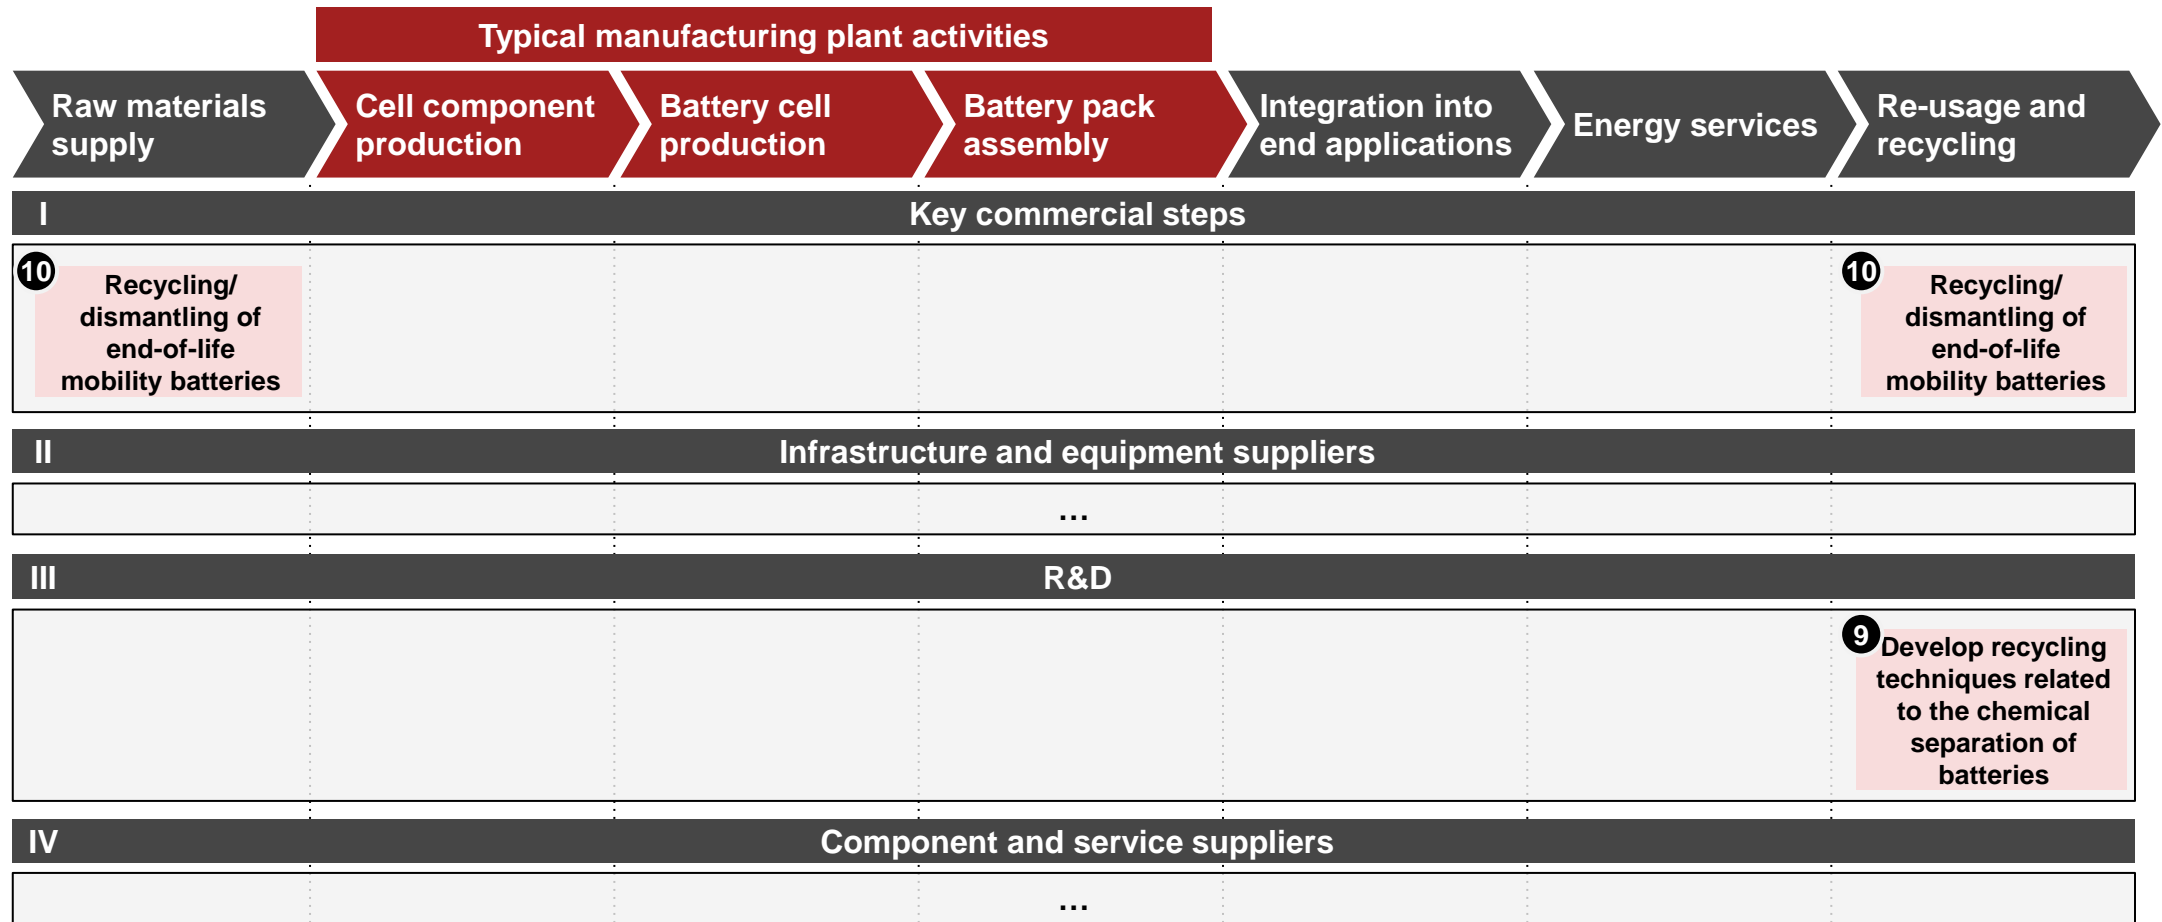 Typical manufacturing plant activities
Raw materials
supply
Cell component
production
Battery cell
production
Battery pack
assembly
Integration into
end applications
Energy services
Re-usage and
recycling
I
Key commercial steps
10
Recycling/
dismantling of
end-of-life
mobility batteries
10
Recycling/
dismantling of
end-of-life
mobility batteries
II
Infrastructure and equipment suppliers
...
III
R&D
9
Develop recycling
techniques related
to the chemical
separation of
batteries
IV
Component and service suppliers
...